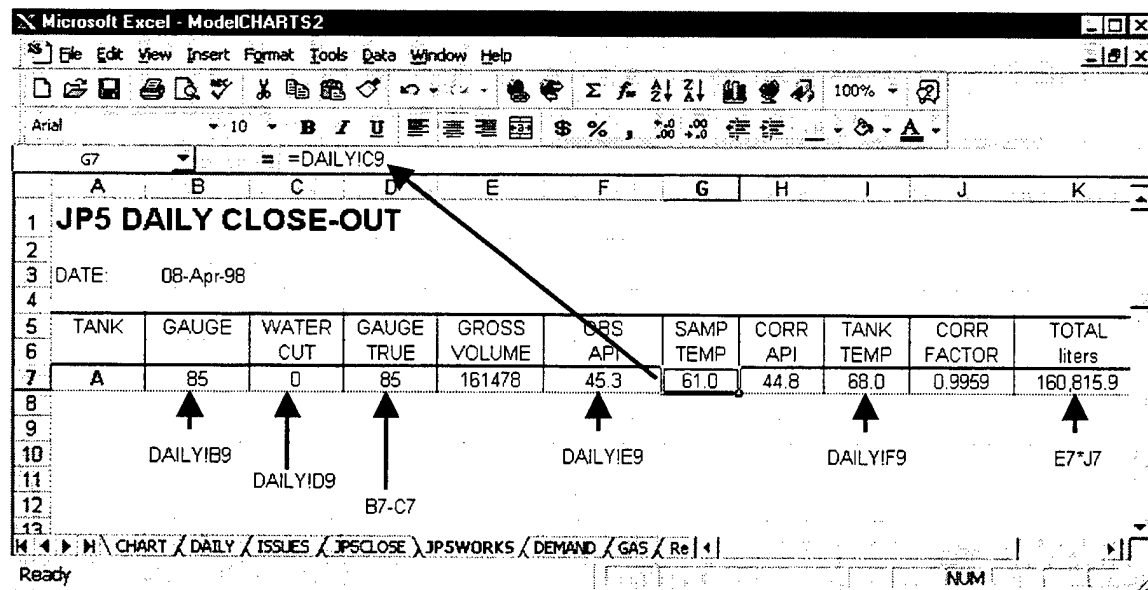 Microsoft Excel - ModelCHARTS2
File Edit View Insert Format Tools Data Window Help
100%
Arial 10 B I U $ % ,
G7 = =DAILY!C9
A B C D E F G H I J K
1 JP5 DAILY CLOSE-OUT
2
3 DATE: 08-Apr-98
4
5 TANK GAUGE WATER GAUGE GROSS OBS SAMP CORR TANK CORR TOTAL
6 CUT TRUE VOLUME API TEMP API TEMP FACTOR liters
7 A 85 0 85 161478 45.3 61.0 44.8 68.0 0.9959 160,815.9
8
9
10 DAILY!B9 DAILY!E9 DAILY!F9 E7*J7
11 DAILY!D9
12 B7-C7
13
CHART DAILY ISSUES JP5CLOSE JP5WORKS DEMAND GAS Re
Ready NUM